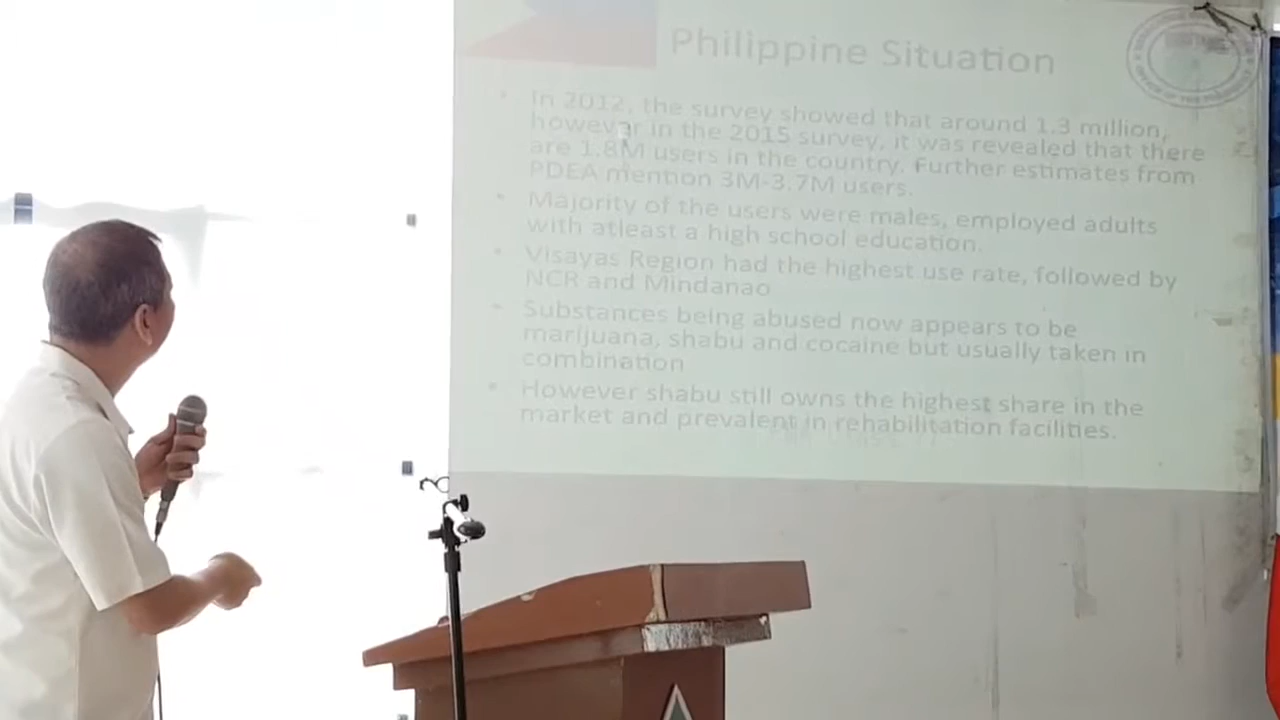 Philippine Situation
• In 2012, the survey showed that around 1.3 million,
however in the 2015 survey, it was revealed that there
are 1.8M users in the country. Further estimates from
PDEA mention 3M-3.7M users.
• Majority of the users were males, employed adults
with atleast a high school education.
• Visayas Region had the highest use rate, followed by
NCR and Mindanao
• Substances being abused now appears to be
marijuana, shabu and cocaine but usually taken in
combination
• However shabu still owns the highest share in the
market and prevalent in rehabilitation facilities.